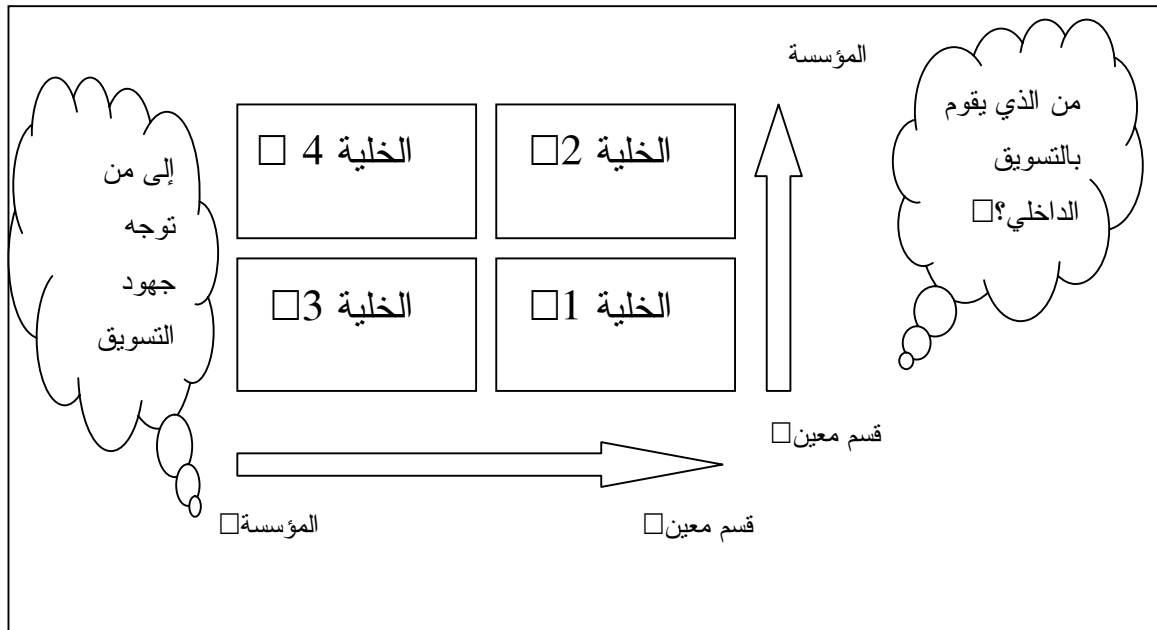 المؤسسة
من الذي يقوم
بالتسويق
الداخلي؟
الخلية 2
الخلية 4
إلى من
توجه
جهود
التسويق
الخلية 1
الخلية 3
قسم معين
قسم معين
المؤسسة